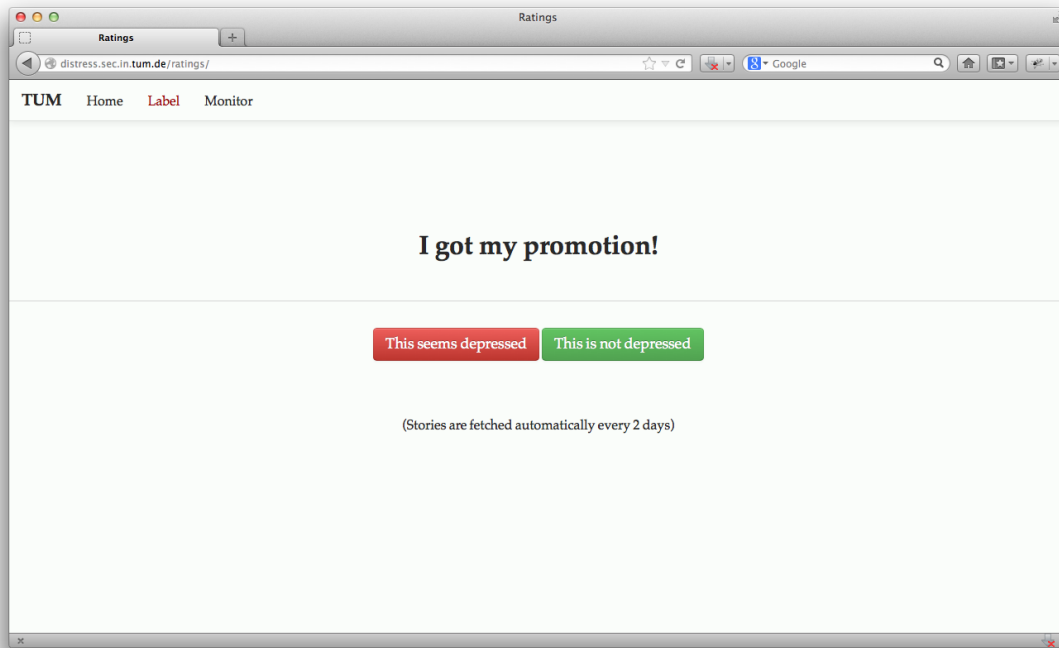 Ratings
Ratings
distress.sec.in.tum.de/ratings/
Google
TUM Home Label Monitor
I got my promotion!
This seems depressed This is not depressed
(Stories are fetched automatically every 2 days)